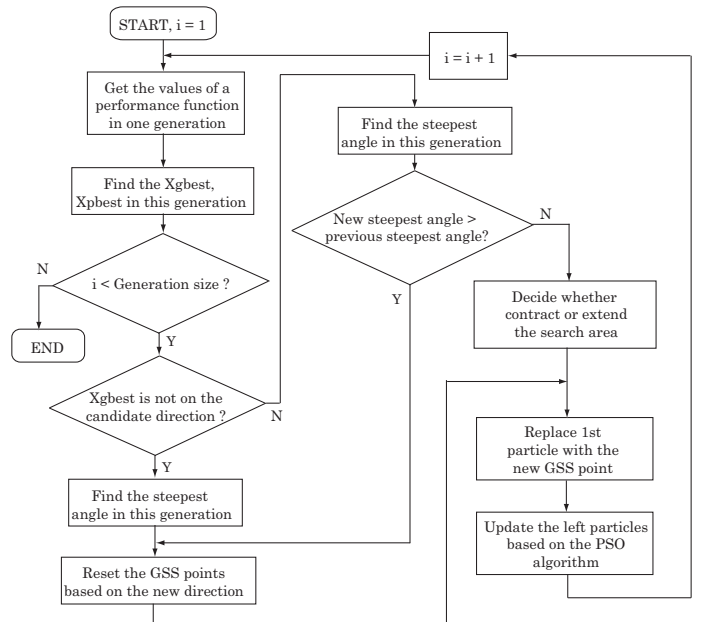 START, i = 1
i = i + 1
Get the values of a
performance function
in one generation
Find the Xgbest,
Xpbest in this generation
N
i < Generation size ?
END
Y
Xgbest is not on the
candidate direction ?
N
Y
Find the steepest
angle in this generation
Reset the GSS points
based on the new direction
Find the steepest
angle in this generation
New steepest angle >
previous steepest angle?
N
Y
Decide whether
contract or extend
the search area
Replace 1st
particle with the
new GSS point
Update the left particles
based on the PSO
algorithm